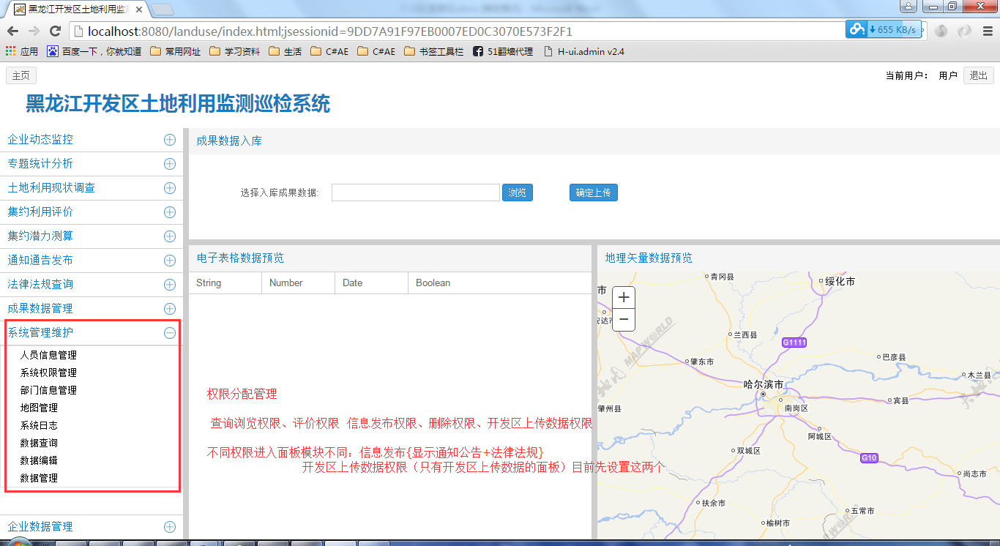 黑龙江开发区土地利用监
localhost:8080/landuse/index.html;jsessionid=9DD7A91F97EB0007ED0C3070E573F2F1
655 KB/s
应用 百度一下，你就知道 常用网址 学习资料 生活 C#AE C#AE 书签工具栏 51翻墙代理 H-ui.admin v2.4
主页 当前用户： 用户 退出
黑龙江开发区土地利用监测巡检系统
企业动态监控
专题统计分析
土地利用现状调查
集约利用评价
集约潜力测算
通知通告发布
法律法规查询
成果数据管理
系统管理维护
人员信息管理
系统权限管理
部门信息管理
地图管理
系统日志
数据查询
数据编辑
数据管理
企业数据管理
成果数据入库
选择入库成果数据: 浏览 确定上传
电子表格数据预览
String Number Date Boolean
权限分配管理
查询浏览权限、评价权限 信息发布权限、删除权限、开发区上传数据权限
不同权限进入面板模块不同：信息发布{显示通知公告+法律法规}
开发区上传数据权限（只有开发区上传数据的面板）目前先设置这两个
地理矢量数据预览
+
−
青冈县
绥化市
市
安达市
兰西县
G1111
MAPWORLD
肇东市
巴彦县
木兰县
哈尔滨市
肇州县
南岗区
宾县
阿城区
双城区
G10
尚志市
扶余市
五常市
榆树市
MAPWORLD